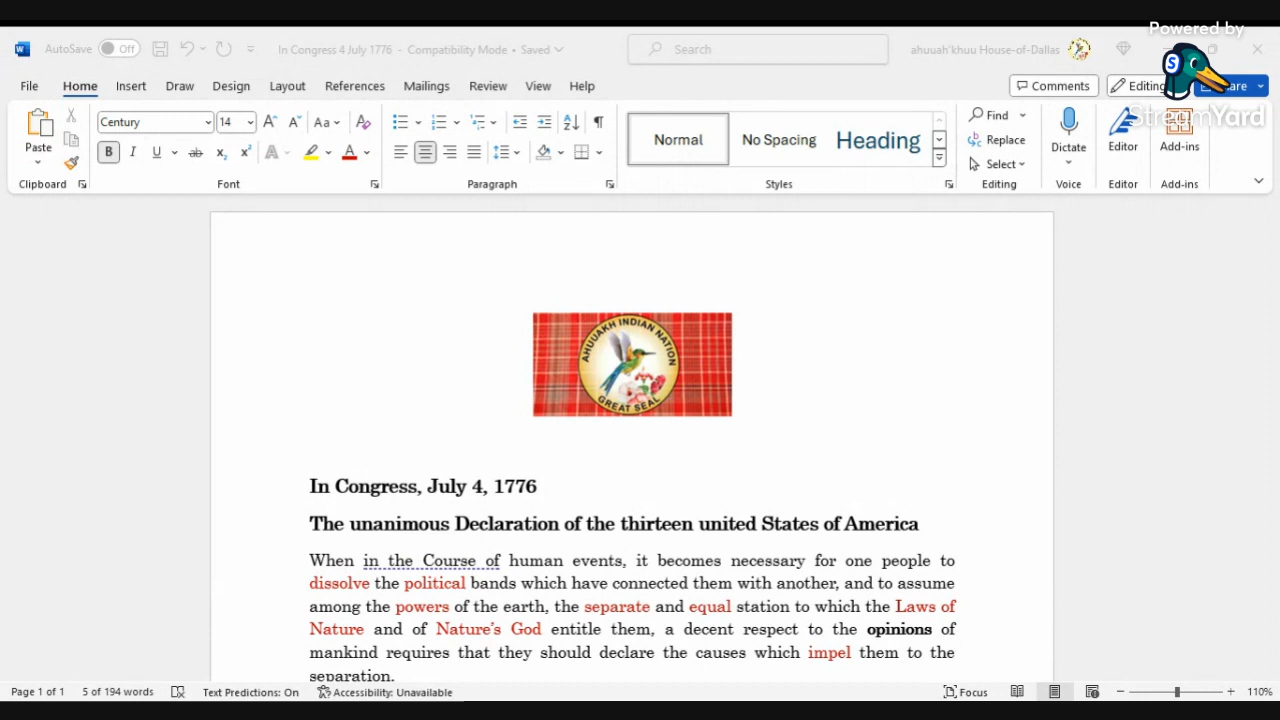 Powered by
StreamYard
AutoSave Off In Congress 4 July 1776 - Compatibility Mode • Saved Search ahuuah'khuu House-of-Dallas
File Home Insert Draw Design Layout References Mailings Review View Help Comments Editing Share
Paste Century 14 Aa Normal No Spacing Heading Find Replace Select Dictate Editor Add-ins
Clipboard Font Paragraph Styles Editing Voice Editor Add-ins
AHUUAKH INDIAN NATION
GREAT SEAL
In Congress, July 4, 1776
The unanimous Declaration of the thirteen united States of America
When in the Course of human events, it becomes necessary for one people to
dissolve the political bands which have connected them with another, and to assume
among the powers of the earth, the separate and equal station to which the Laws of
Nature and of Nature's God entitle them, a decent respect to the opinions of
mankind requires that they should declare the causes which impel them to the
separation.
Page 1 of 1 5 of 194 words Text Predictions: On Accessibility: Unavailable Focus 110%